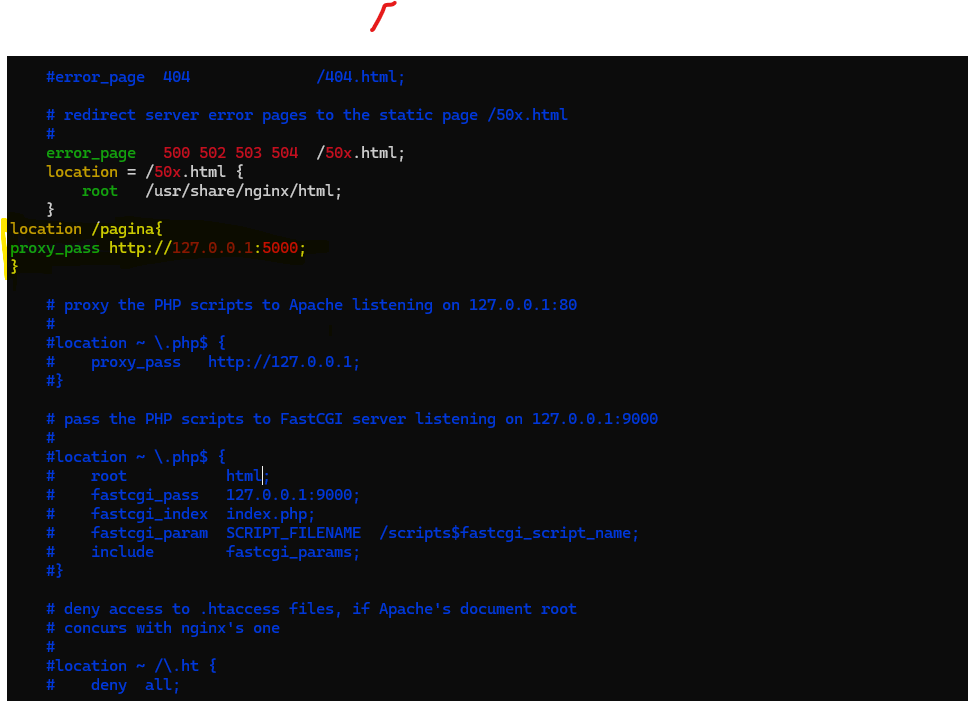 #error_page  404              /404.html;
# redirect server error pages to the static page /50x.html
#
error_page   500 502 503 504  /50x.html;
location = /50x.html {
root   /usr/share/nginx/html;
}
location /pagina{
proxy_pass http://127.0.0.1:5000;
}
# proxy the PHP scripts to Apache listening on 127.0.0.1:80
#
#location ~ \.php$ {
#    proxy_pass   http://127.0.0.1;
#}
# pass the PHP scripts to FastCGI server listening on 127.0.0.1:9000
#
#location ~ \.php$ {
#    root           html;
#    fastcgi_pass   127.0.0.1:9000;
#    fastcgi_index  index.php;
#    fastcgi_param  SCRIPT_FILENAME  /scripts$fastcgi_script_name;
#    include        fastcgi_params;
#}
# deny access to .htaccess files, if Apache's document root
# concurs with nginx's one
#
#location ~ /\.ht {
#    deny  all;